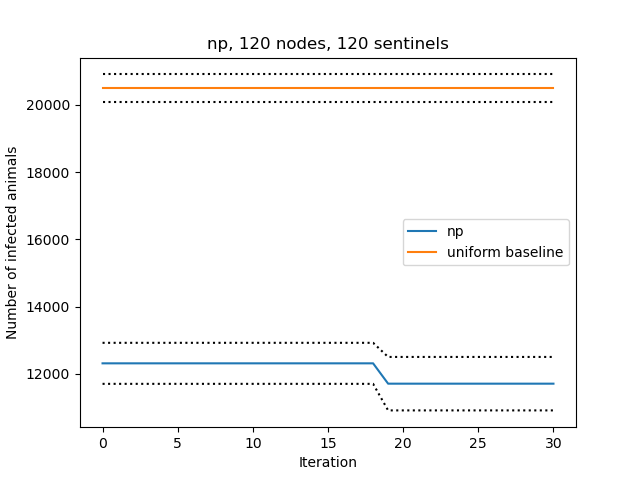 np, 120 nodes, 120 sentinels
Number of infected animals
20000
18000
16000
14000
12000
np
uniform baseline
0 5 10 15 20 25 30
Iteration